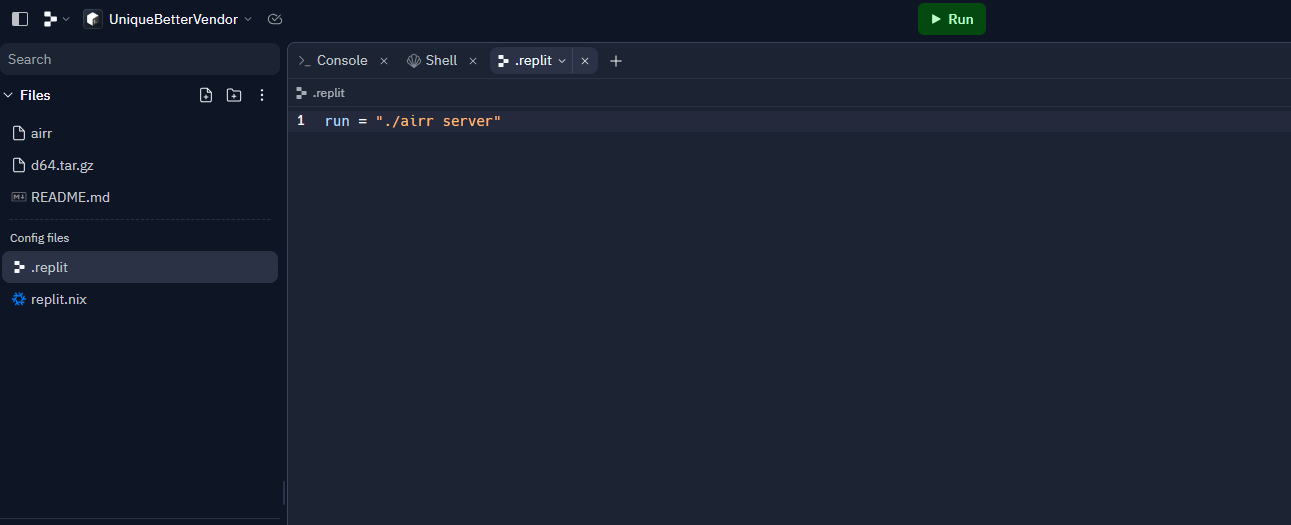 UniqueBetterVendor
Run
Search
Console
Shell
.replit
Files
.replit
1 run = "./airr server"
airr
d64.tar.gz
README.md
Config files
.replit
replit.nix